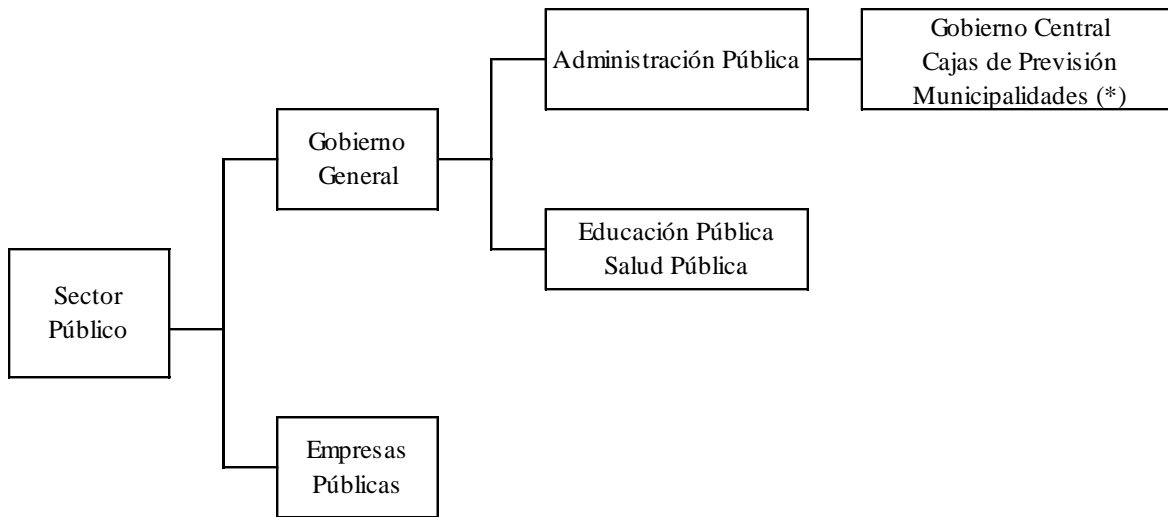 Sector
Público
Gobierno
General
Empresas
Públicas
Administración Pública
Educación Pública
Salud Pública
Gobierno Central
Cajas de Previsión
Municipalidades (*)